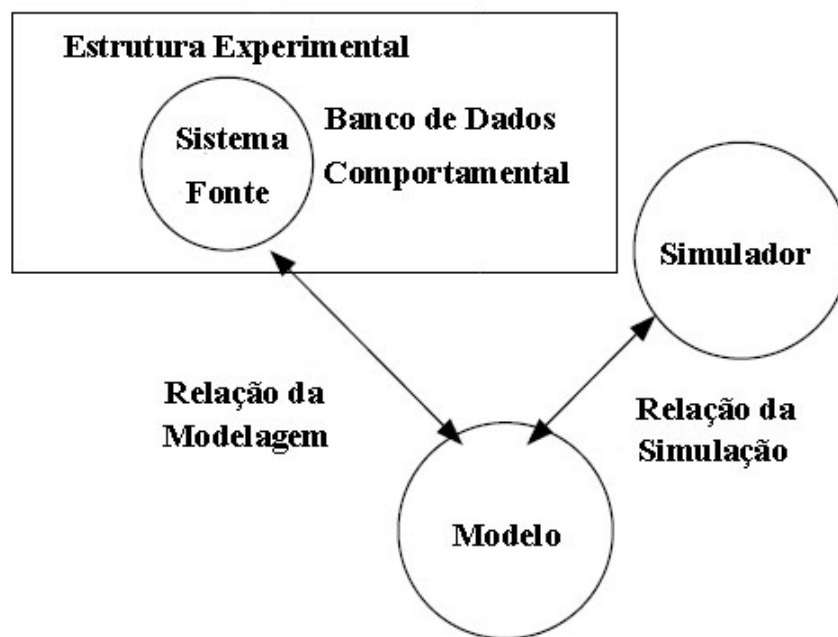 Estrutura Experimental
Sistema
Fonte
Banco de Dados
Comportamental
Simulador
Relação da
Modelagem
Relação da
Simulação
Modelo